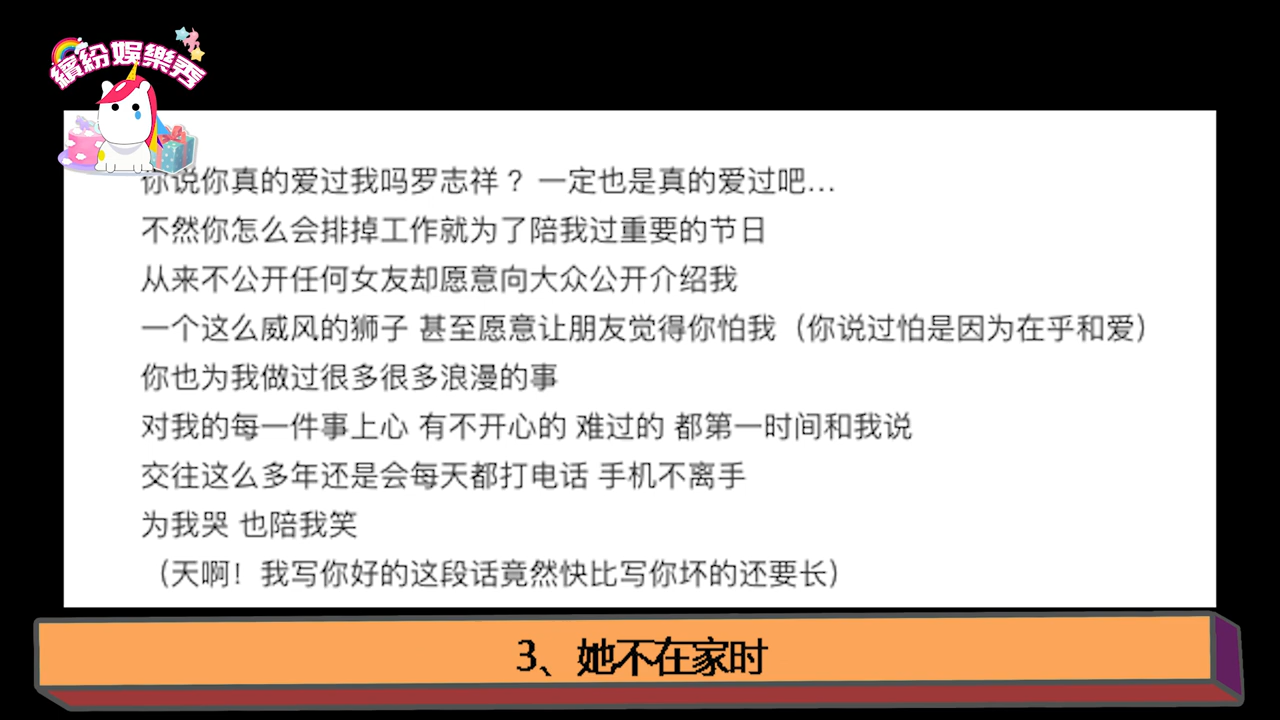 繽紛娛樂秀
你说你真的爱过我吗罗志祥？一定也是真的爱过吧...
不然你怎么会排掉工作就为了陪我过重要的节日
从来不公开任何女友却愿意向大众公开介绍我
一个这么威风的狮子 甚至愿意让朋友觉得你怕我（你说过怕是因为在乎和爱）
你也为我做过很多很多浪漫的事
对我的每一件事上心 有不开心的 难过的 都第一时间和我说
交往这么多年还是会每天都打电话 手机不离手
为我哭 也陪我笑
（天啊！我写你好的这段话竟然快比写你坏的还要长）
3、她不在家时